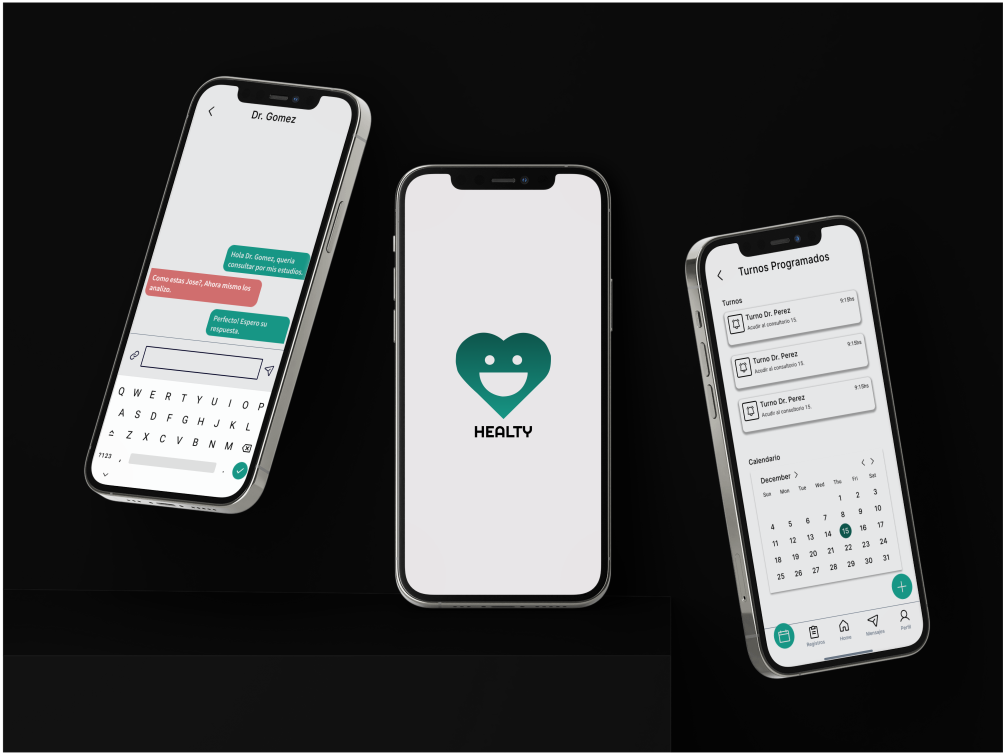 Dr. Gomez
Hola Dr. Gomez, queria
consultar por mis estudios.
Como estas Jose?, Ahora mismo los
analizo.
Perfecto! Espero su
respuesta.
Q W E R T Y U I O P
A S D F G H J K L
Z X C V B N M
?123 , .
HEALTY
Turnos Programados
Turnos
Turno Dr. Perez 9:15hs
Acudir al consultorio 15.
Turno Dr. Perez 9:15hs
Acudir al consultorio 15.
Turno Dr. Perez 9:15hs
Acudir al consultorio 15.
Calendario
December
Sun Mon Tue Wed Thu Fri Sat
1 2 3
4 5 6 7 8 9 10
11 12 13 14 15 16 17
18 19 20 21 22 23 24
25 26 27 28 29 30 31
Registros Home Mensajes Perfil